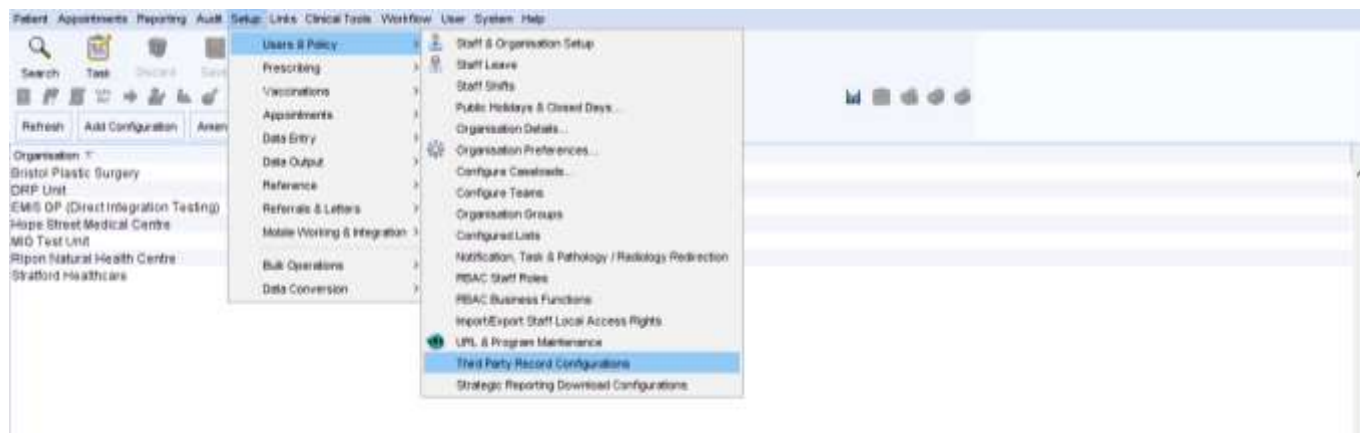 Patient Appointments Reporting Audit Setup Links Clinical Tools Workflow User System Help
Search Task Discard Save
Refresh Add Configuration Amen
Organisation
Bristol Plastic Surgery
DRP Unit
EMIS GP (Direct Integration Testing)
Hope Street Medical Centre
MIG Test Unit
Ripon Natural Health Centre
Stratford Healthcare
Users & Policy
Prescribing
Vaccinations
Appointments
Data Entry
Data Output
Reference
Referrals & Letters
Mobile Working & Integration
Bulk Operations
Data Conversion
Staff & Organisation Setup
Staff Leave
Staff Shifts
Public Holidays & Closed Days...
Organisation Details...
Organisation Preferences...
Configure Caseloads...
Configure Teams
Organisation Groups
Configured Lists
Notification, Task & Pathology / Radiology Redirection
RBAC Staff Roles
RBAC Business Functions
Import/Export Staff Local Access Rights
URL & Program Maintenance
Third Party Record Configurations
Strategic Reporting Download Configurations